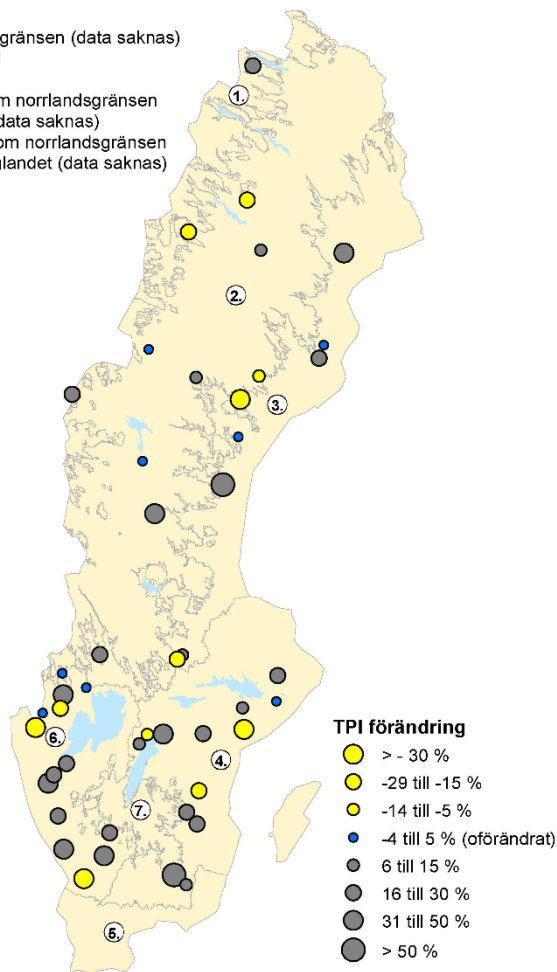 gränsen (data saknas)
m norrlandsgränsen
data saknas)
om norrlandsgränsen
glandet (data saknas)
1.
2.
3.
6.
4.
7.
5.
TPI förändring
> - 30 %
-29 till -15 %
-14 till -5 %
-4 till 5 % (oförändrat)
6 till 15 %
16 till 30 %
31 till 50 %
> 50 %